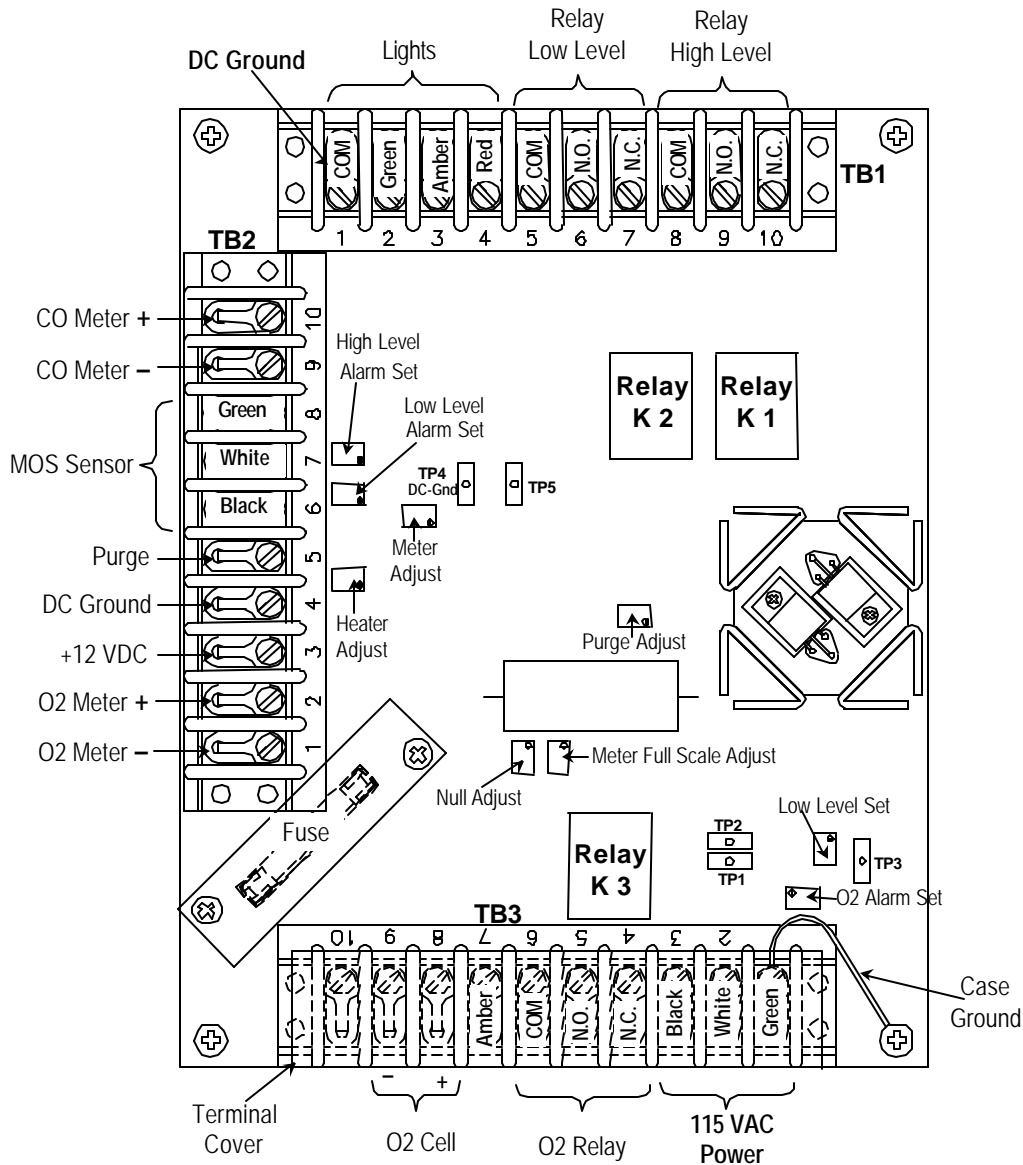 Relay
Low Level
Relay
High Level
Lights
DC Ground
COM
Green
Amber
Red
COM
N.O.
N.C.
COM
N.O.
N.C.
TB1
1 2 3 4 5 6 7 8 9 10
TB2
CO Meter +
10
CO Meter –
9
High Level
Alarm Set
Green
8
Low Level
Alarm Set
MOS Sensor
White
7
Black
6
Relay
K 2
Relay
K 1
TP4
DC-Gnd
TP5
Purge
5
Meter
Adjust
DC Ground
4
Heater
Adjust
Purge Adjust
+12 VDC
3
O2 Meter +
2
O2 Meter –
1
Meter Full Scale Adjust
Null Adjust
Fuse
Low Level Set
TP2
TP1
TP3
Relay
K 3
O2 Alarm Set
TB3
10 9 8 7 6 5 4 3 2
Amber
COM
N.O.
N.C.
Black
White
Green
Case
Ground
– +
Terminal
Cover
O2 Cell
O2 Relay
115 VAC
Power